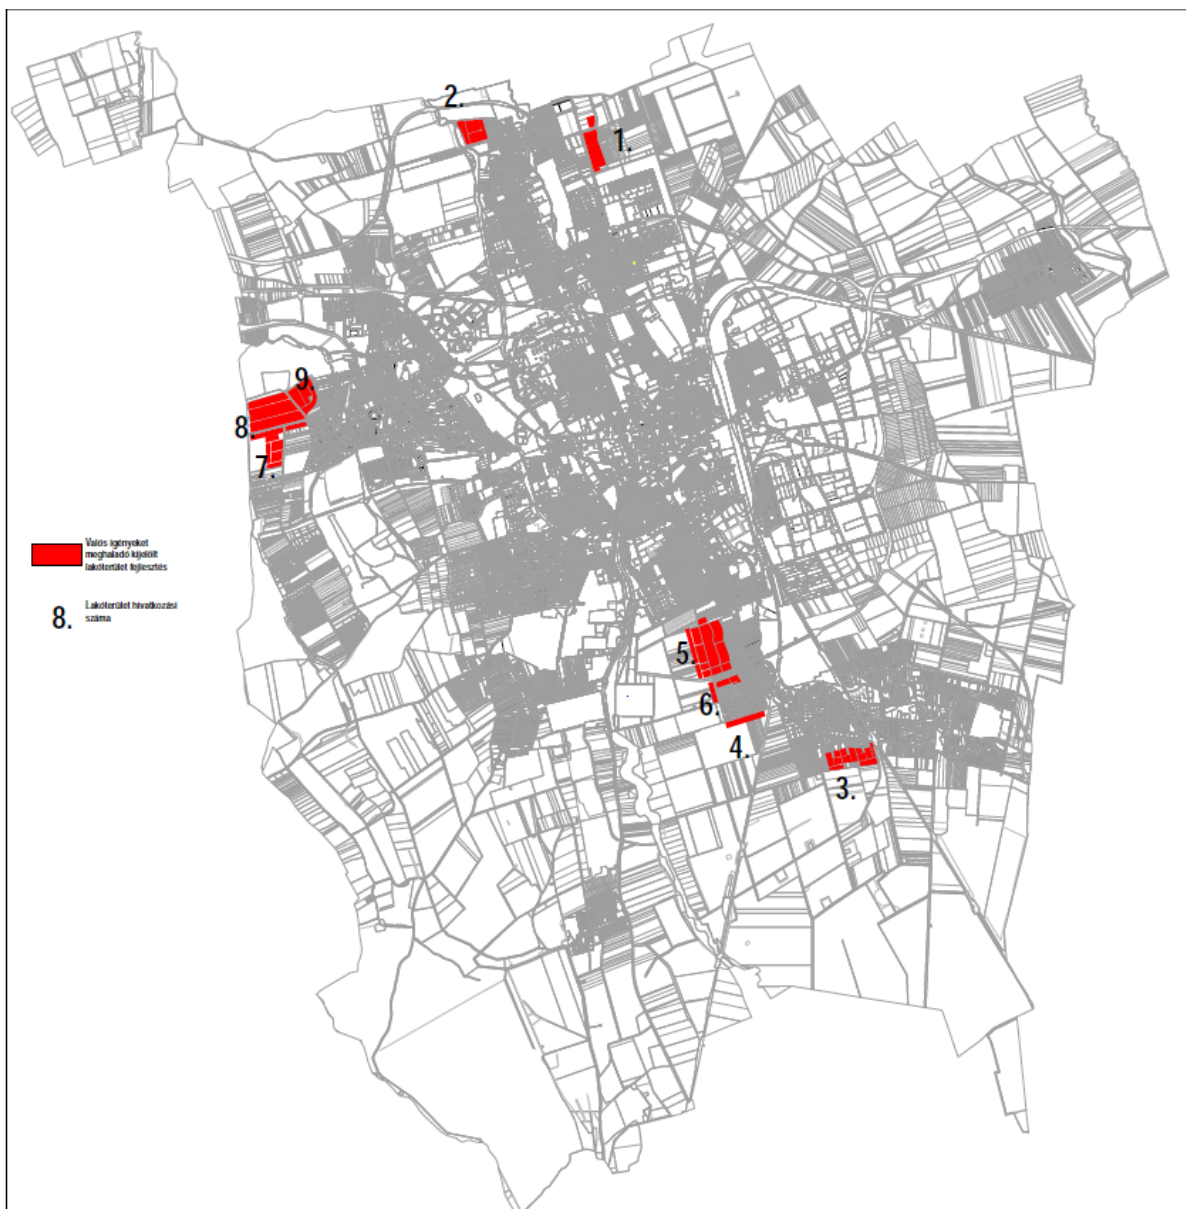 2.
1.
9.
8
7.
Valós igényeket
meghaladó kijelölt
lakóterület fejlesztés
8.
Lakóterület hivatkozási
száma
5.
6.
4.
3.